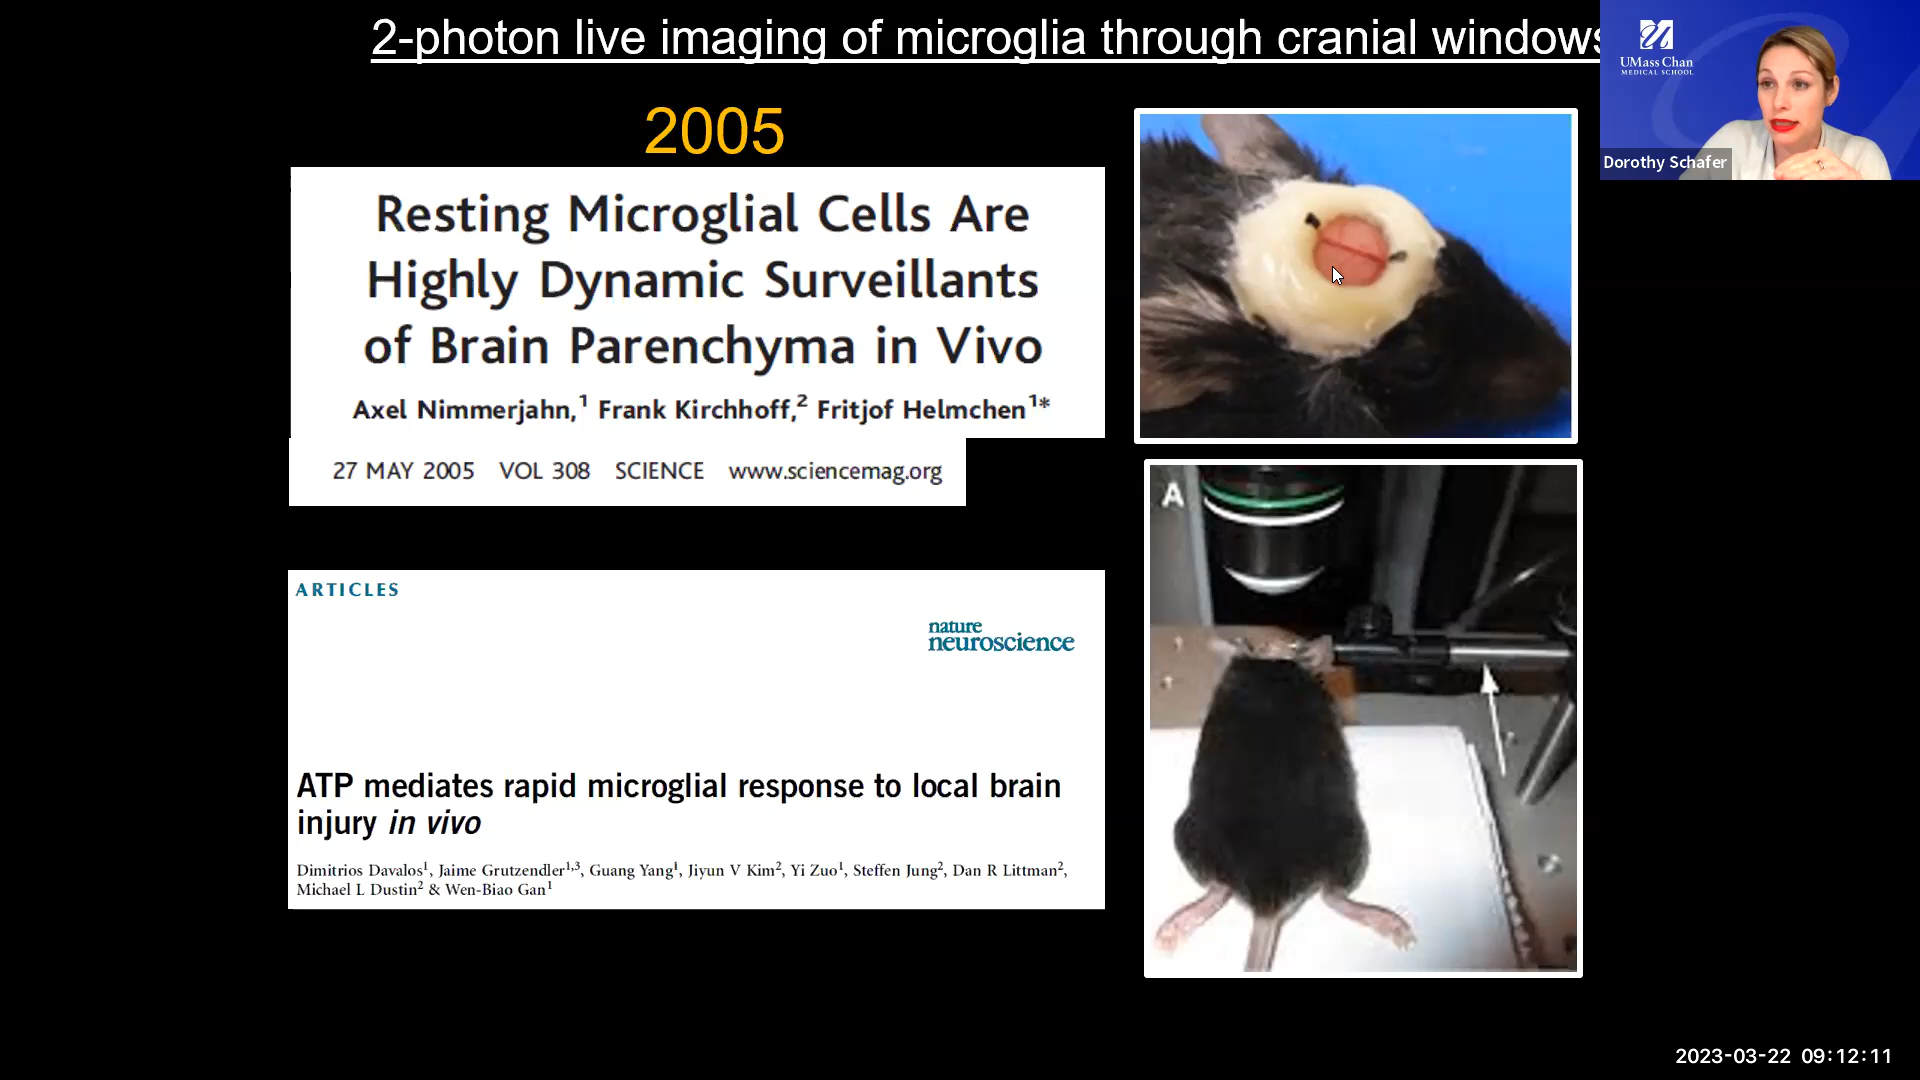 2-photon live imaging of microglia through cranial windows
UMass Chan
MEDICAL SCHOOL
Dorothy Schafer
2005
Resting Microglial Cells Are
Highly Dynamic Surveillants
of Brain Parenchyma in Vivo
Axel Nimmerjahn,1 Frank Kirchhoff,2 Fritjof Helmchen1*
27 MAY 2005 VOL 308 SCIENCE www.sciencemag.org
A
ARTICLES
nature
neuroscience
ATP mediates rapid microglial response to local brain
injury in vivo
Dimitrios Davalos1, Jaime Grutzendler1,3, Guang Yang1, Jiyun V Kim2, Yi Zuo1, Steffen Jung2, Dan R Littman2,
Michael L Dustin2 & Wen-Biao Gan1
2023-03-22 09:12:11